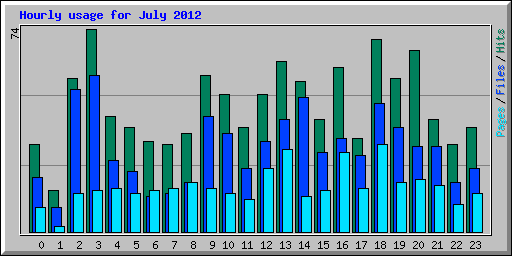 Hourly usage for July 2012
74
Pages/Files/Hits
0 1 2 3 4 5 6 7 8 9 10 11 12 13 14 15 16 17 18 19 20 21 22 23